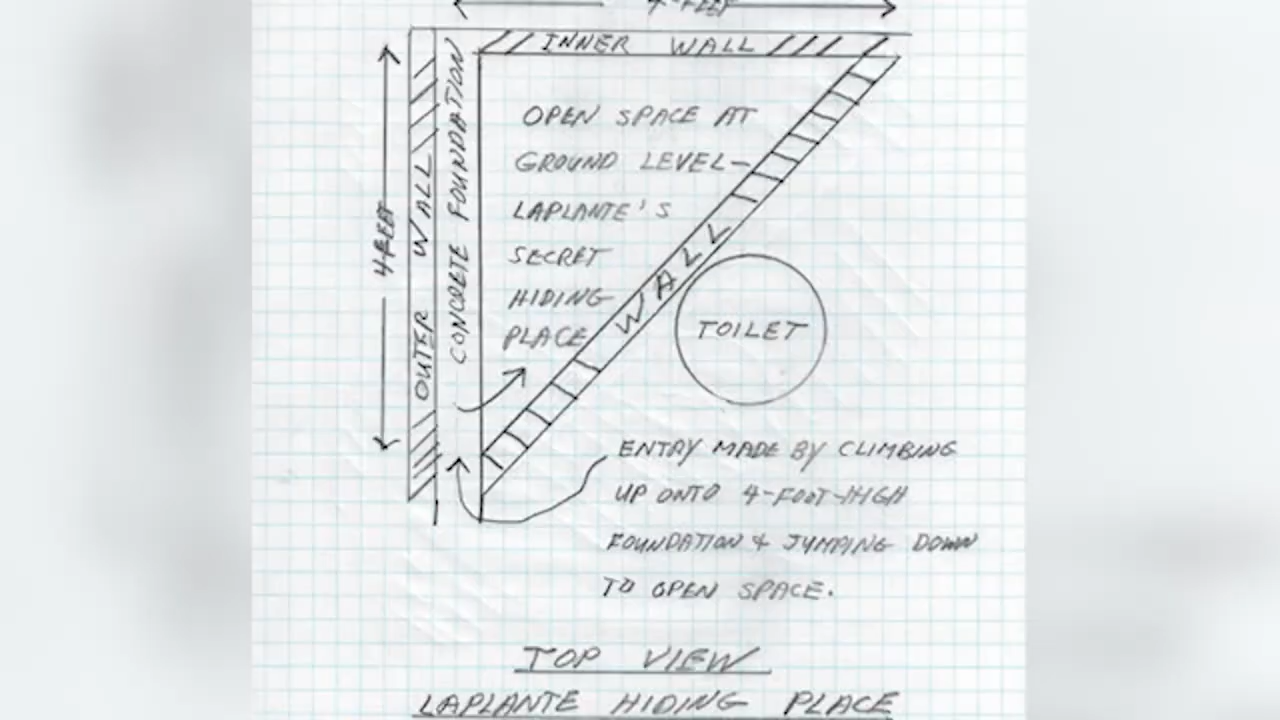 4-FEET
INNER WALL
4-FEET
OUTER WALL
CONCRETE FOUNDATION
OPEN SPACE AT
GROUND LEVEL-
LAPLANTE'S
SECRET
HIDING
PLACE
WALL
TOILET
ENTRY MADE BY CLIMBING
UP ONTO 4-FOOT-HIGH
FOUNDATION & JUMPING DOWN
TO OPEN SPACE.
TOP VIEW
LAPLANTE HIDING PLACE